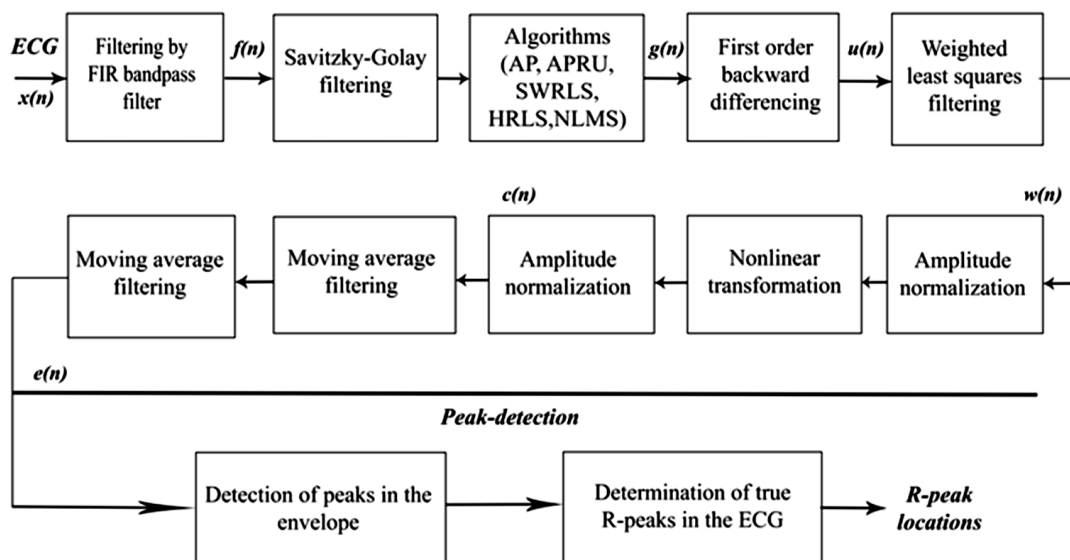 ECG
x(n)
Filtering by
FIR bandpass
filter
f(n)
Savitzky-Golay
filtering
Algorithms
(AP, APRU,
SWRLS,
HRLS,NLMS)
g(n)
First order
backward
differencing
u(n)
Weighted
least squares
filtering
w(n)
Amplitude
normalization
Nonlinear
transformation
c(n)
Amplitude
normalization
Moving average
filtering
Moving average
filtering
e(n)
Peak-detection
Detection of peaks in the
envelope
Determination of true
R-peaks in the ECG
R-peak
locations